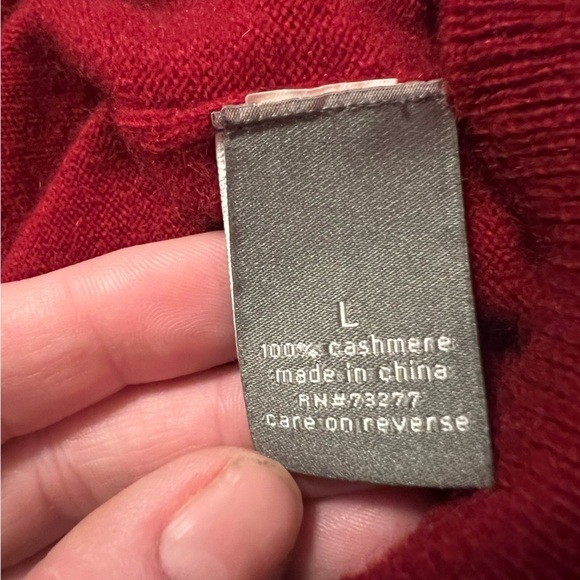 L
100% cashmere
made in china
RN#73277
care on reverse